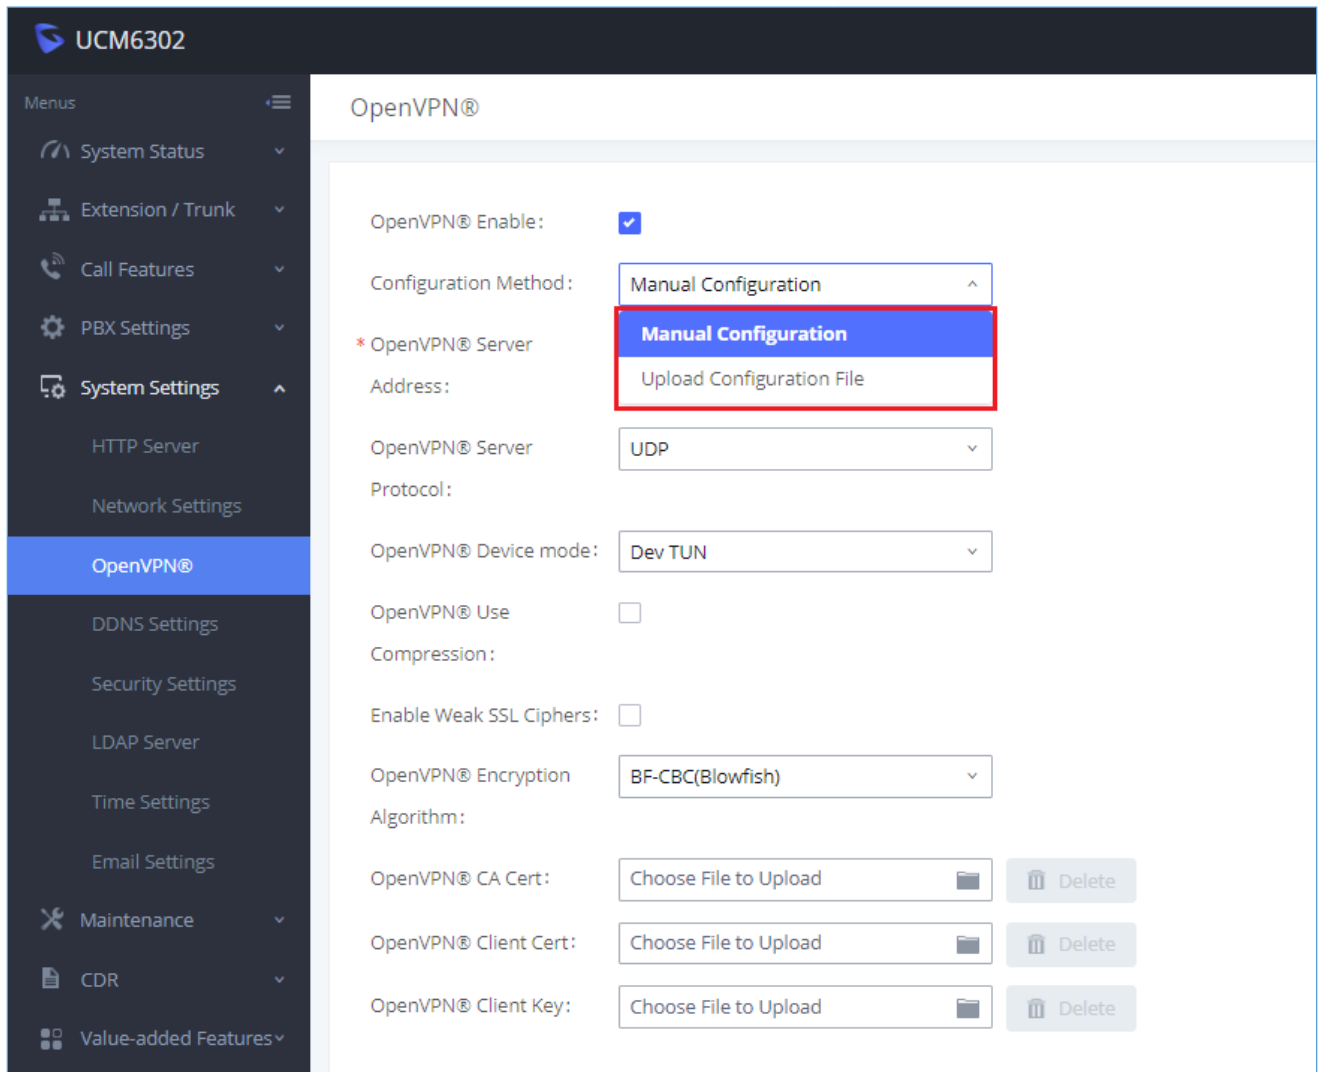 UCM6302
Menus
System Status
Extension / Trunk
Call Features
PBX Settings
System Settings
HTTP Server
Network Settings
OpenVPN®
DDNS Settings
Security Settings
LDAP Server
Time Settings
Email Settings
Maintenance
CDR
Value-added Features
OpenVPN®
OpenVPN® Enable:
Configuration Method: Manual Configuration
Manual Configuration
Upload Configuration File
* OpenVPN® Server
Address:
OpenVPN® Server
Protocol:
UDP
OpenVPN® Device mode: Dev TUN
OpenVPN® Use
Compression:
Enable Weak SSL Ciphers:
OpenVPN® Encryption
Algorithm:
BF-CBC(Blowfish)
OpenVPN® CA Cert: Choose File to Upload Delete
OpenVPN® Client Cert: Choose File to Upload Delete
OpenVPN® Client Key: Choose File to Upload Delete